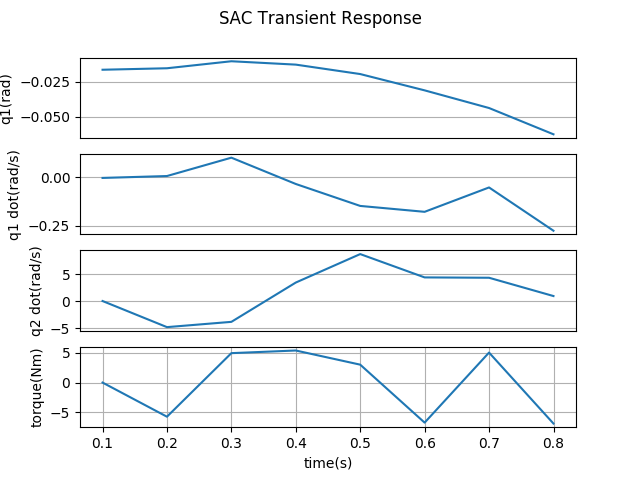 SAC Transient Response
q1(rad)
−0.025
−0.050
q1 dot(rad/s)
0.00
−0.25
q2 dot(rad/s)
5
0
−5
torque(Nm)
5
0
−5
0.1 0.2 0.3 0.4 0.5 0.6 0.7 0.8
time(s)